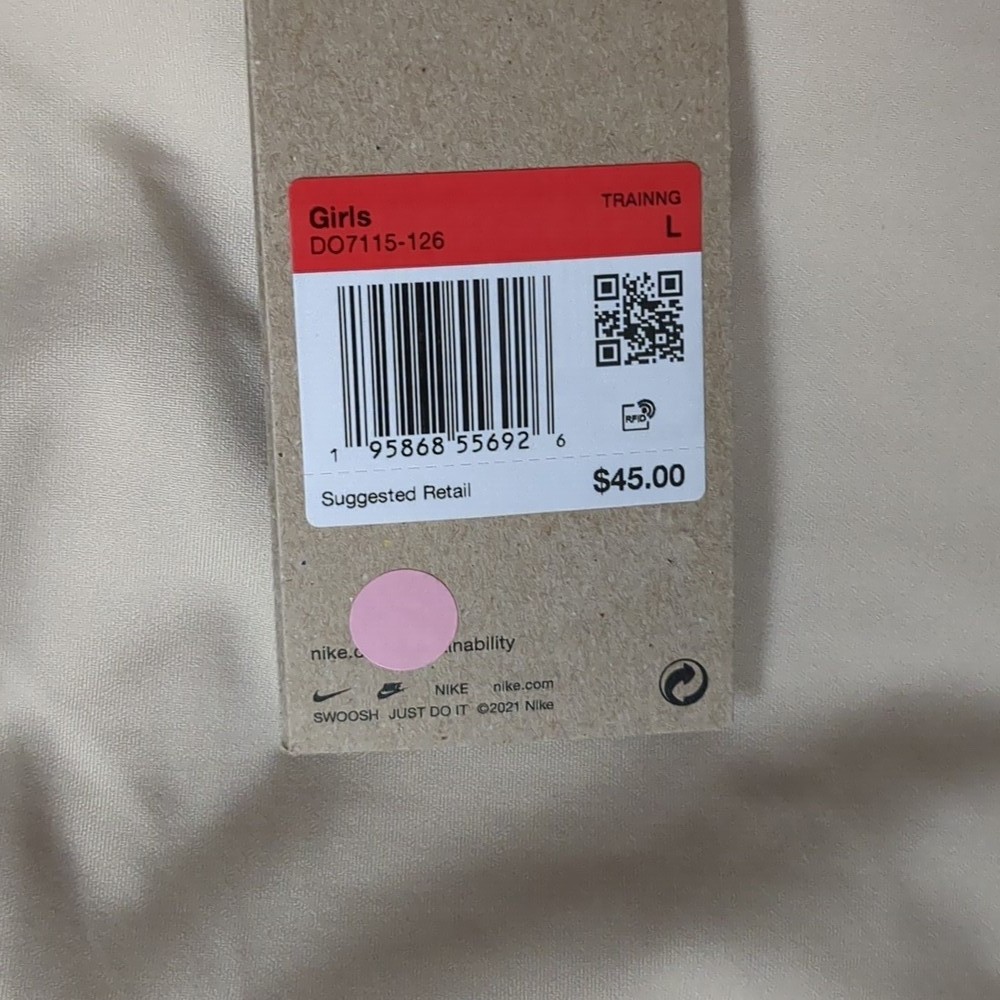 Girls
TRAINNG
DO7115-126
L
RFID
1 95868 55692 6
Suggested Retail
$45.00
nike.c inability
NIKE nike.com
SWOOSH JUST DO IT ©2021 Nike